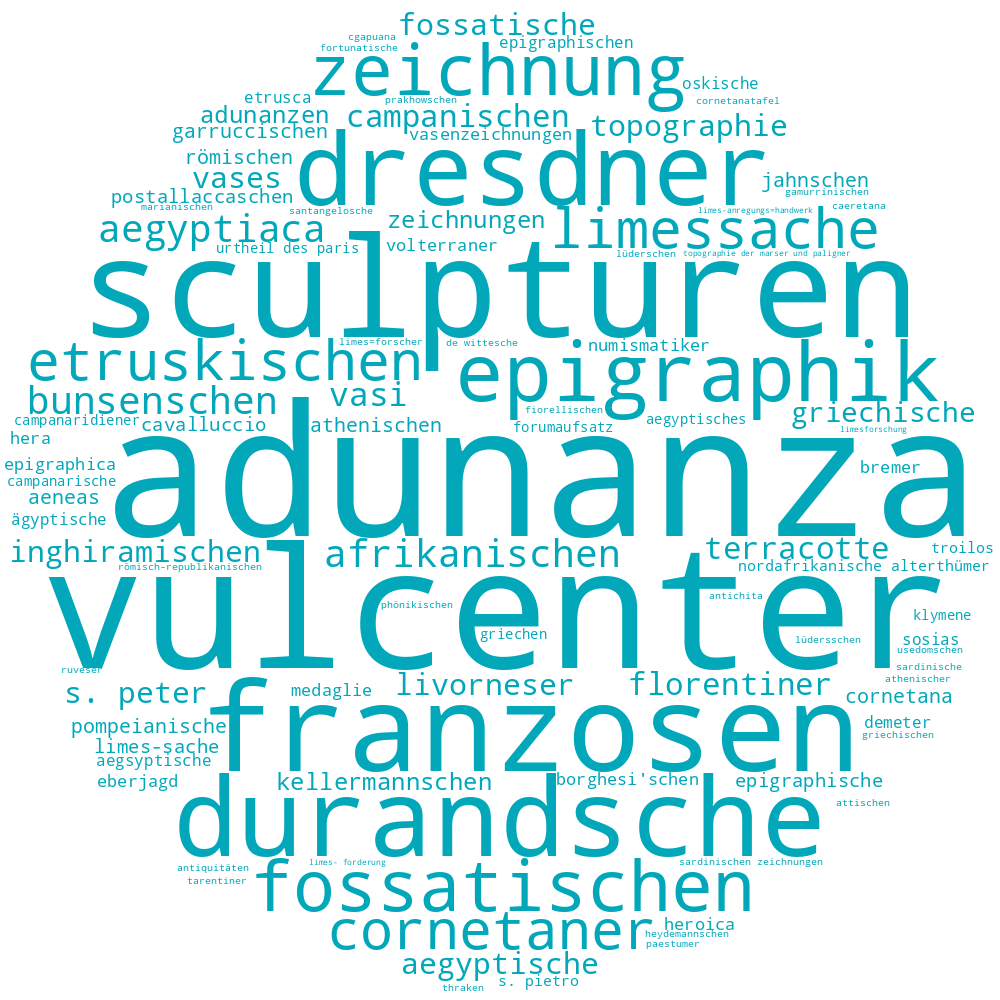 fossatische
cgapuana
fortunatische
epigraphischen
zeichnung
oskische
etrusca
prakhowschen
cornetanatafel
adunanzen
campanischen
topographie
garruccischen
vasenzeichnungen
dresdner
römischen
vases
jahnschen
postallaccaschen
gamurrinischen
marianischen
santangelosche
zeichnungen
limes-anregungs=handwerk
caeretana
aegyptiaca
limessache
urtheil des paris
volterraner
lüderschen
topographie der marser und paligner
sculpturen
limes=forscher
de wittesche
numismatiker
etruskischen
epigraphik
bunsenschen
vasi
fiorellischen
griechische
campanaridiener
cavalluccio
athenischen
forumaufsatz
aegyptisches
limesforschung
hera
adunanza
epigraphica
bremer
campanarische
aeneas
ägyptische
inghiramischen
afrikanischen
terracotte
troilos
römisch-republikanischen
nordafrikanische alterthümer
vulcenter
phönikischen
antichita
klymene
griechen
lüdersschen
sosias
usedomschen
ruveser
sardinische
athenischer
s. peter
medaglie
livorneser
florentiner
cornetana
franzosen
pompeianische
demeter
limes-sache
griechischen
aegsyptische
eberjagd
kellermannschen
borghesi'schen
epigraphische
durandsche
attischen
antiquitäten
limes- forderung
sardinischen zeichnungen
tarentiner
fossatischen
cornetaner
heroica
heydemannschen
paestumer
aegyptische
s. pietro
thraken